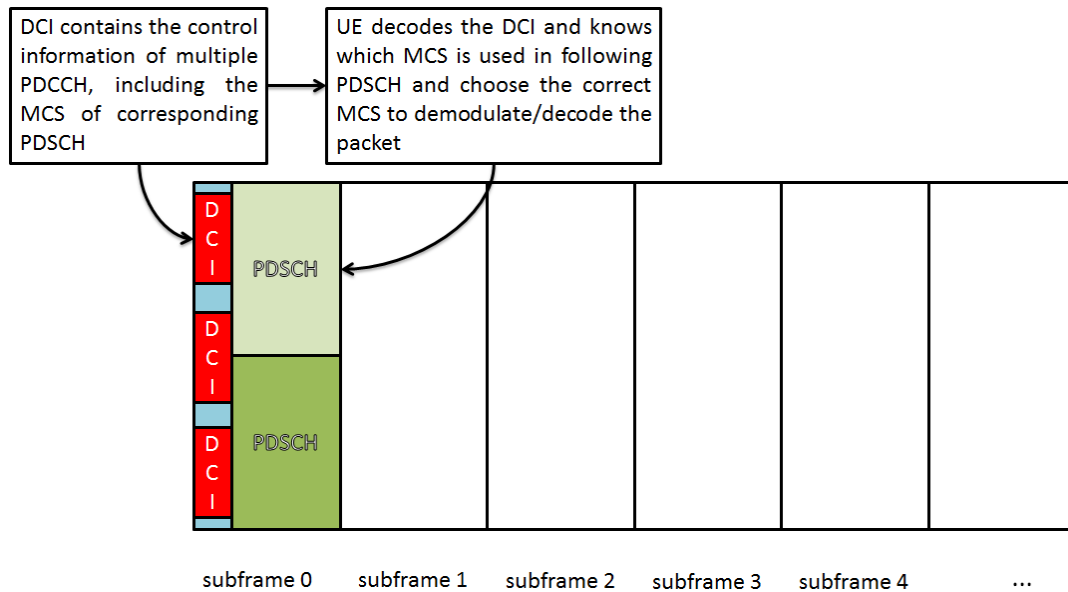 DCI contains the control
information of multiple
PDCCH, including the
MCS of corresponding
PDSCH
UE decodes the DCI and knows
which MCS is used in following
PDSCH and choose the correct
MCS to demodulate/decode the
packet
D
C
I
PDSCH
D
C
I
D
C
I
PDSCH
subframe 0
subframe 1
subframe 2
subframe 3
subframe 4
...